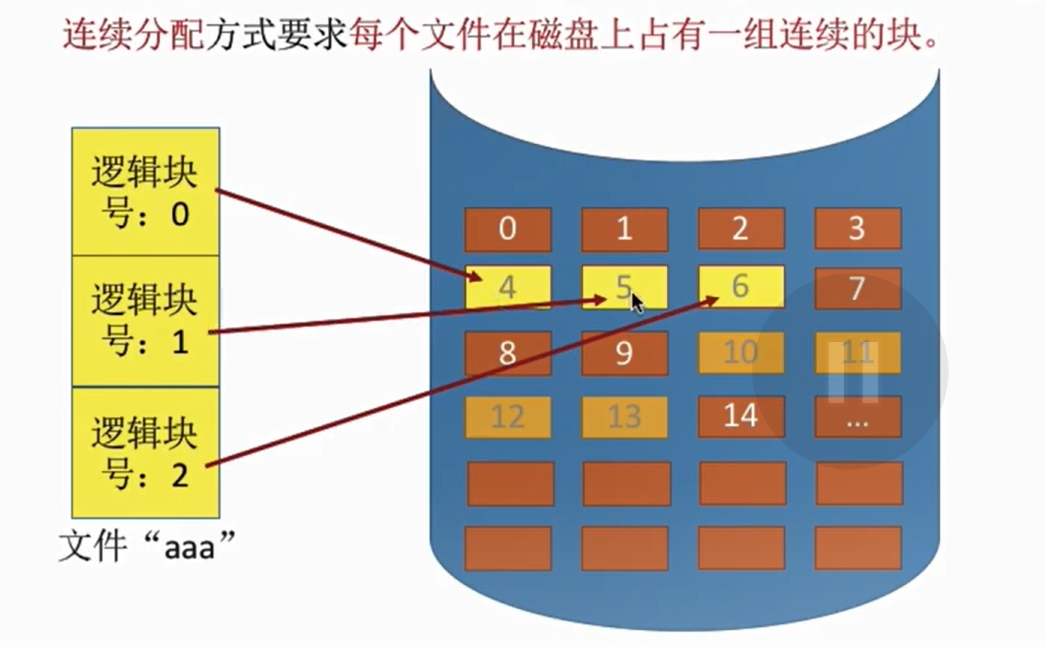 连续分配方式要求每个文件在磁盘上占有一组连续的块。
逻辑块
号：0
逻辑块
号：1
逻辑块
号：2
文件“aaa”
0 1 2 3
4 5 6 7
8 9 10 11
12 13 14 ...